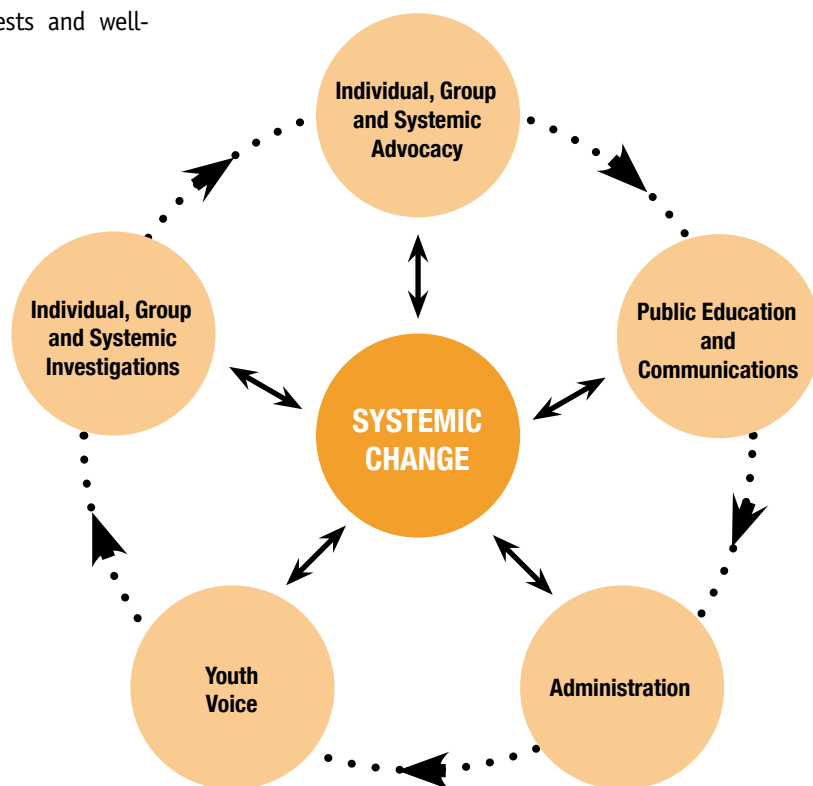 ests and well-
Individual, Group
and Systemic
Advocacy
Individual, Group
and Systemic
Investigations
Public Education
and
Communications
SYSTEMIC
CHANGE
Youth
Voice
Administration